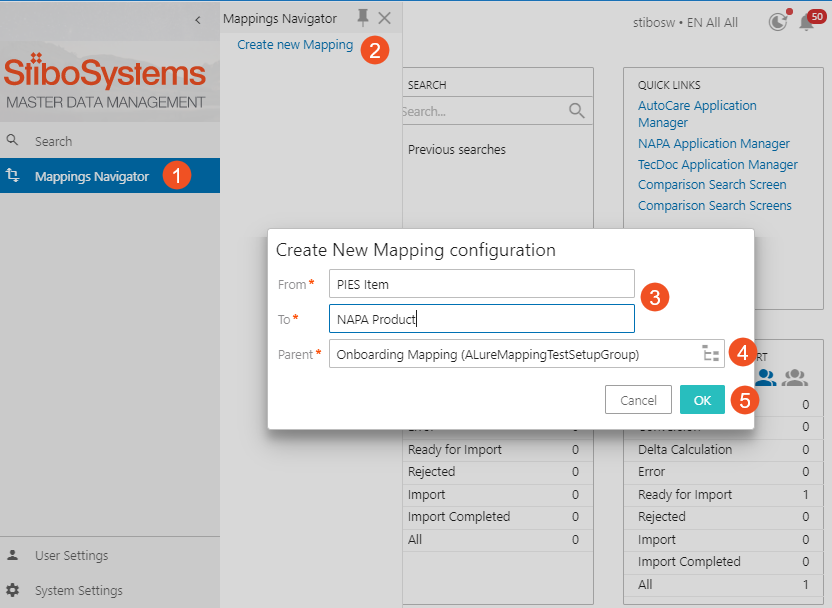 StiboSystems
MASTER DATA MANAGEMENT
Search
Mappings Navigator
1
User Settings
System Settings
Mappings Navigator
Create new Mapping
2
stibosw • EN All All
50
SEARCH
Search...
Previous searches
QUICK LINKS
AutoCare Application
Manager
NAPA Application Manager
TecDoc Application Manager
Comparison Search Screen
Comparison Search Screens
Create New Mapping configuration
From*
PIES Item
3
To*
NAPA Product
Parent*
Onboarding Mapping (ALureMappingTestSetupGroup)
4
Cancel
OK
5
Error 0
Ready for Import 0
Rejected 0
Import 0
Import Completed 0
All 0
RT
0
Conversion 0
Delta Calculation 0
Error 0
Ready for Import 1
Rejected 0
Import 0
Import Completed 0
All 1